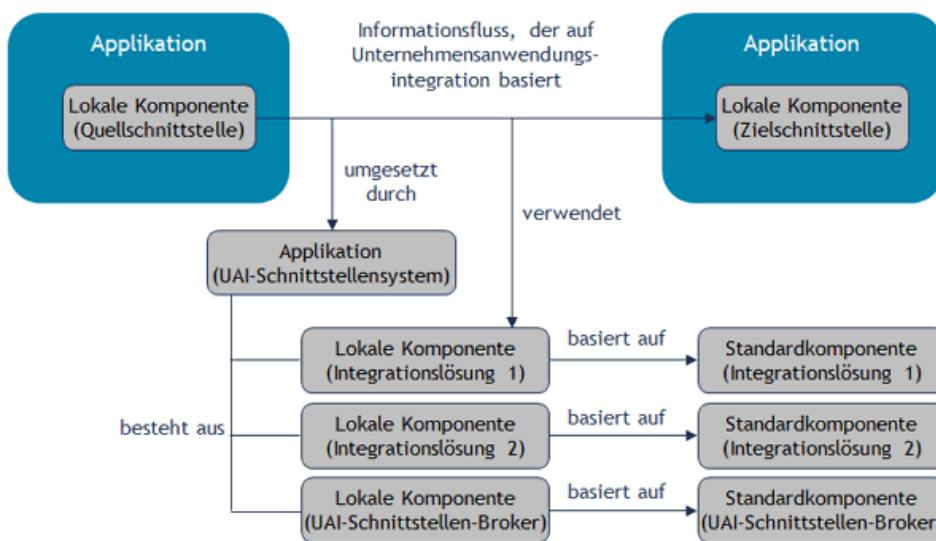 Applikation
Informationsfluss, der auf
Unternehmensanwendungs-
integration basiert
Applikation
Lokale Komponente
(Quellschnittstelle)
Lokale Komponente
(Zielschnittstelle)
umgesetzt
durch
verwendet
Applikation
(UAI-Schnittstellensystem)
Lokale Komponente
(Integrationslösung 1)
basiert auf
Standardkomponente
(Integrationslösung 1)
besteht aus
Lokale Komponente
(Integrationslösung 2)
basiert auf
Standardkomponente
(Integrationslösung 2)
Lokale Komponente
(UAI-Schnittstellen-Broker)
basiert auf
Standardkomponente
(UAI-Schnittstellen-Broker